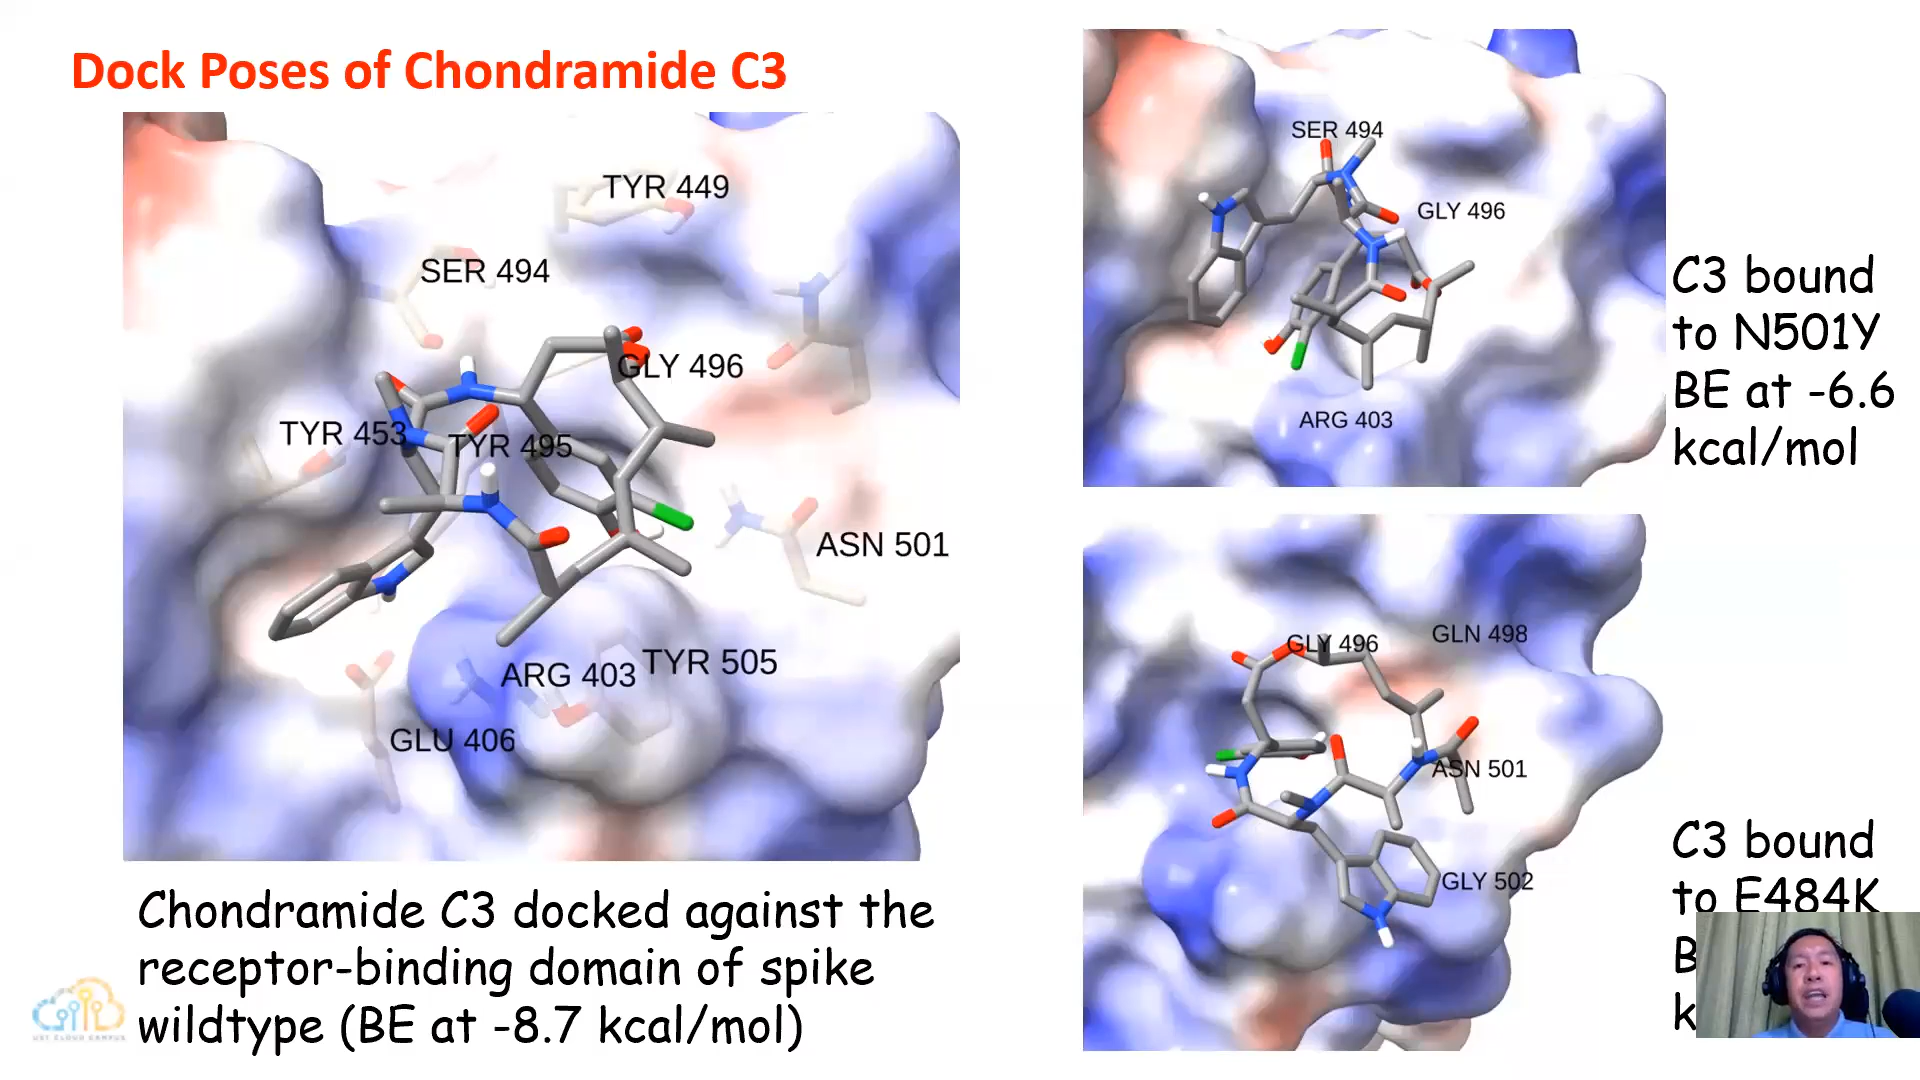 Dock Poses of Chondramide C3
TYR 449
SER 494
GLY 496
TYR 453
TYR 495
ASN 501
ARG 403
TYR 505
GLU 406
Chondramide C3 docked against the
receptor-binding domain of spike
wildtype (BE at -8.7 kcal/mol)
UST CLOUD CAMPUS
SER 494
GLY 496
ARG 403
C3 bound
to N501Y
BE at -6.6
kcal/mol
GLY 496
GLN 498
ASN 501
GLY 502
C3 bound
to E484K
B
k